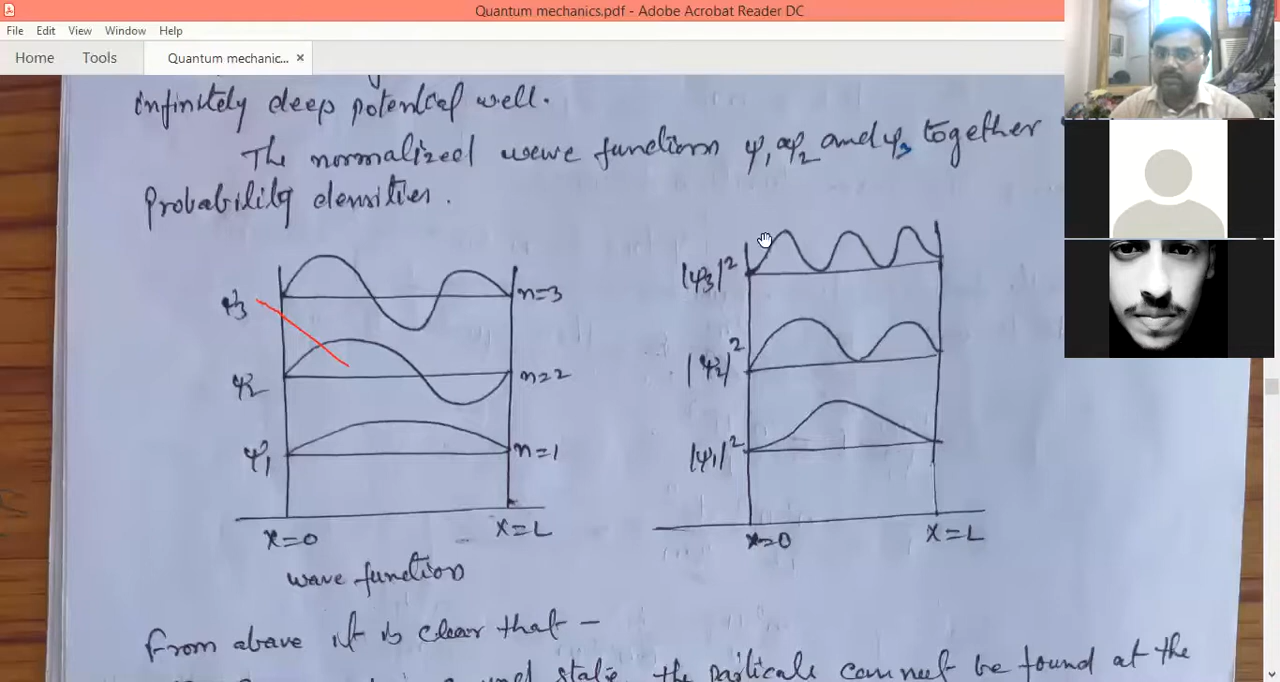 Quantum mechanics.pdf - Adobe Acrobat Reader DC
File Edit View Window Help
Home Tools Quantum mechanic... ×
infinitely deep potential well.
The normalized wave functions ψ₁, ψ₂ and ψ₃ together
Probability densities.
ψ₃ n=3
ψ₂ n=2
ψ₁ n=1
x=0 x=L
wave function
|ψ₃|²
|ψ₂|²
|ψ₁|²
x=0 x=L
From above it is clear that –
state, the particale cannot be found at the